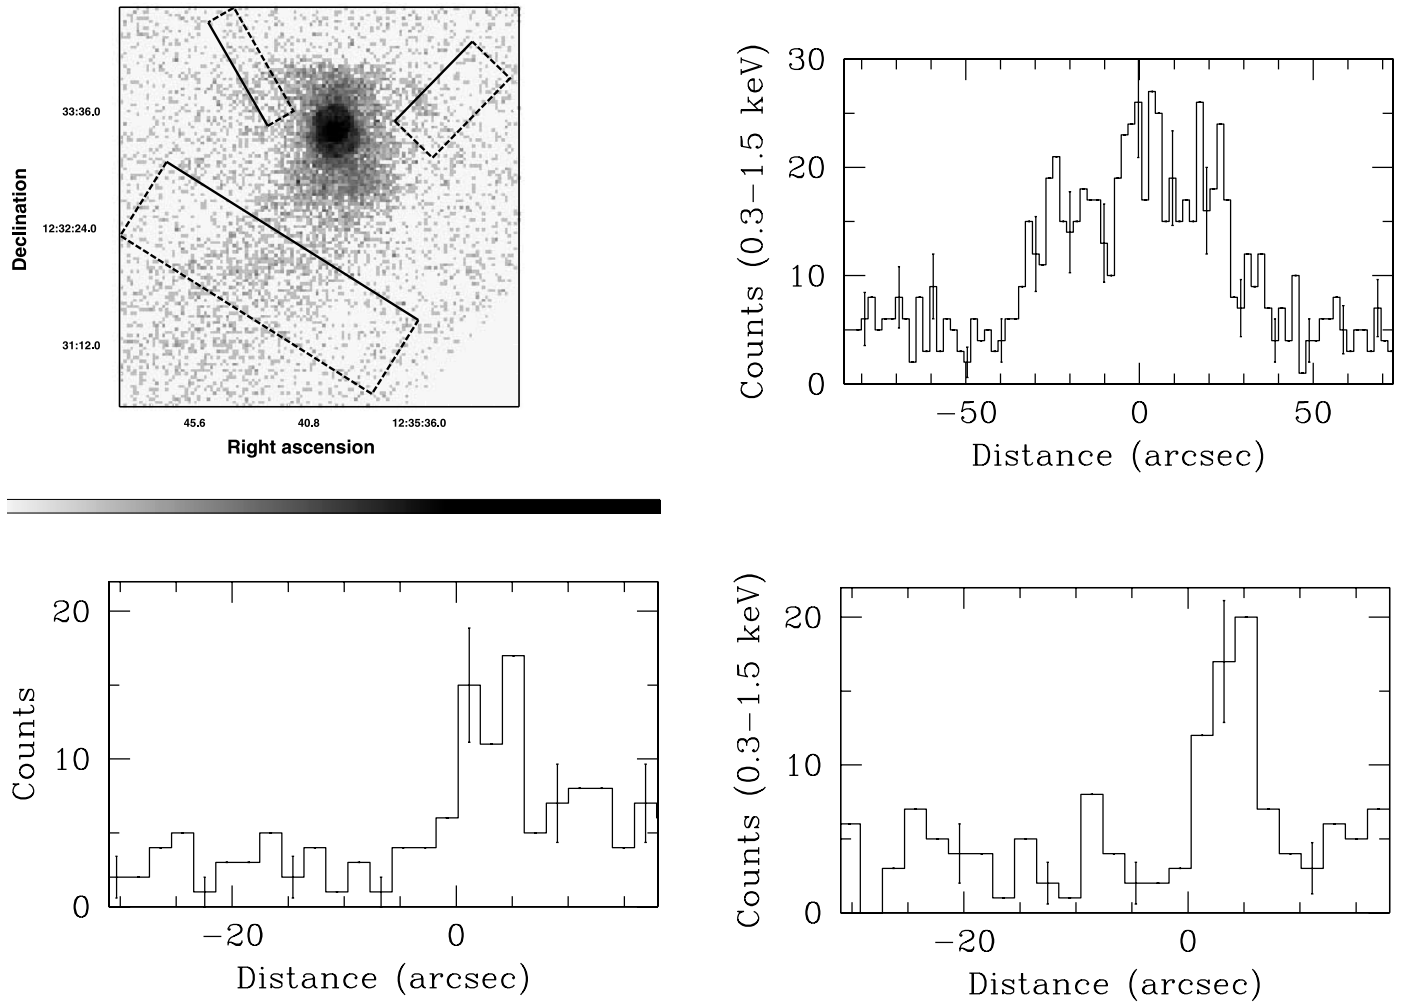 33:36.0
12:32:24.0
31:12.0
Declination
45.6 40.8 12:35:36.0
Right ascension
30
20
10
0
Counts (0.3−1.5 keV)
−50 0 50
Distance (arcsec)
20
10
0
Counts
−20 0
Distance (arcsec)
20
10
0
Counts (0.3−1.5 keV)
−20 0
Distance (arcsec)